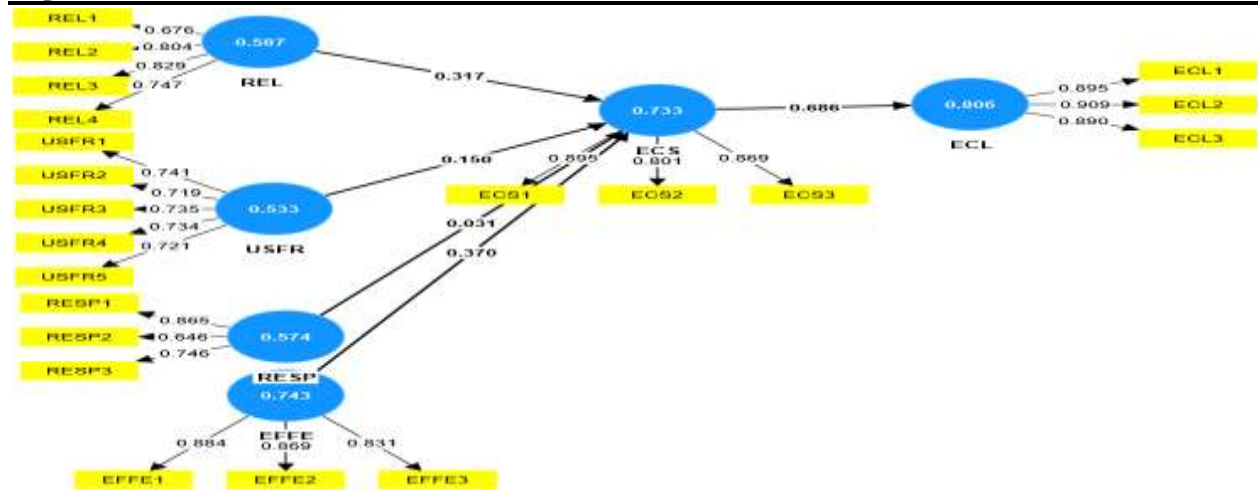 REL1
0.676
REL2
0.804
REL3
0.829
REL4
0.747
0.587
REL
0.317
USFR1
0.741
USFR2
0.719
USFR3
0.735
USFR4
0.734
USFR5
0.721
0.533
USFR
0.150
RESP1
0.865
RESP2
0.646
RESP3
0.746
0.574
RESP
0.031
0.743
EFFE
0.370
0.884
0.869
0.831
EFFE1
EFFE2
EFFE3
0.733
ECS
0.895
0.801
0.869
ECS1
ECS2
ECS3
0.686
0.806
ECL
0.895
ECL1
0.909
ECL2
0.890
ECL3